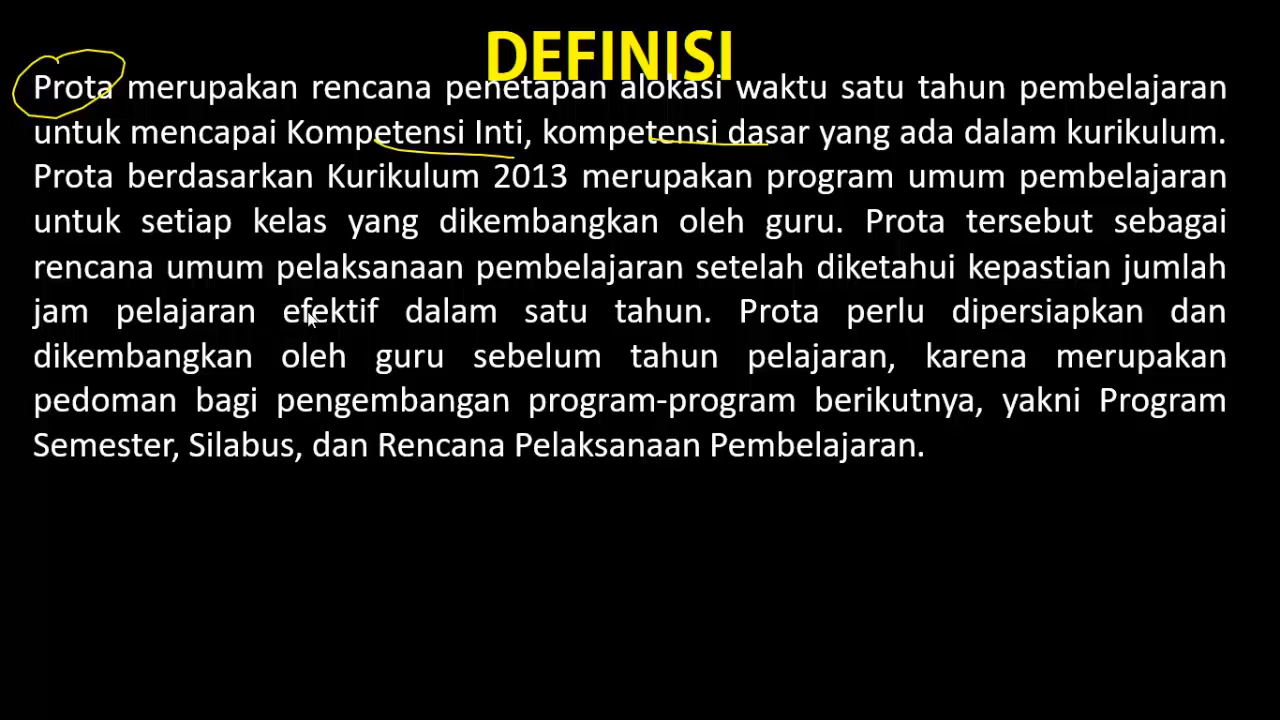 DEFINISI
Prota merupakan rencana penetapan alokasi waktu satu tahun pembelajaran
untuk mencapai Kompetensi Inti, kompetensi dasar yang ada dalam kurikulum.
Prota berdasarkan Kurikulum 2013 merupakan program umum pembelajaran
untuk setiap kelas yang dikembangkan oleh guru. Prota tersebut sebagai
rencana umum pelaksanaan pembelajaran setelah diketahui kepastian jumlah
jam pelajaran efektif dalam satu tahun. Prota perlu dipersiapkan dan
dikembangkan oleh guru sebelum tahun pelajaran, karena merupakan
pedoman bagi pengembangan program-program berikutnya, yakni Program
Semester, Silabus, dan Rencana Pelaksanaan Pembelajaran.